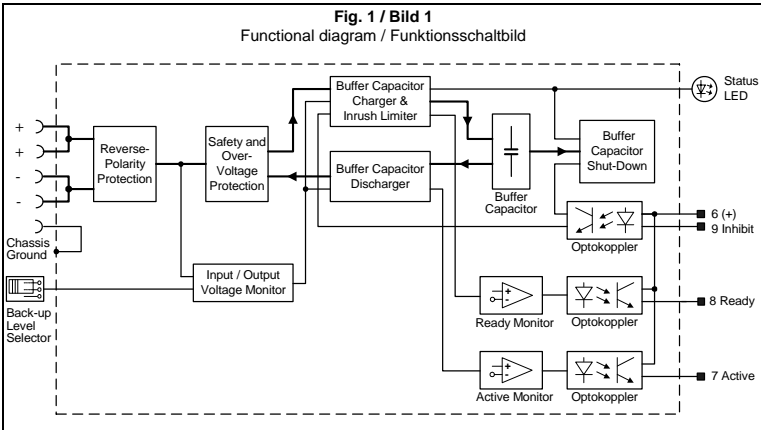 Fig. 1 / Bild 1
Functional diagram / Funktionsschaltbild
Buffer Capacitor
Charger &
Inrush Limiter
Status
LED
+
+
-
-
Reverse-
Polarity
Protection
Safety and
Over-
Voltage
Protection
Buffer Capacitor
Discharger
Buffer
Capacitor
Buffer
Capacitor
Shut-Down
Chassis
Ground
Optokoppler
6 (+)
9 Inhibit
Back-up
Level
Selector
Input / Output
Voltage Monitor
+
-
Ready Monitor
Optokoppler
8 Ready
+
-
Active Monitor
Optokoppler
7 Active